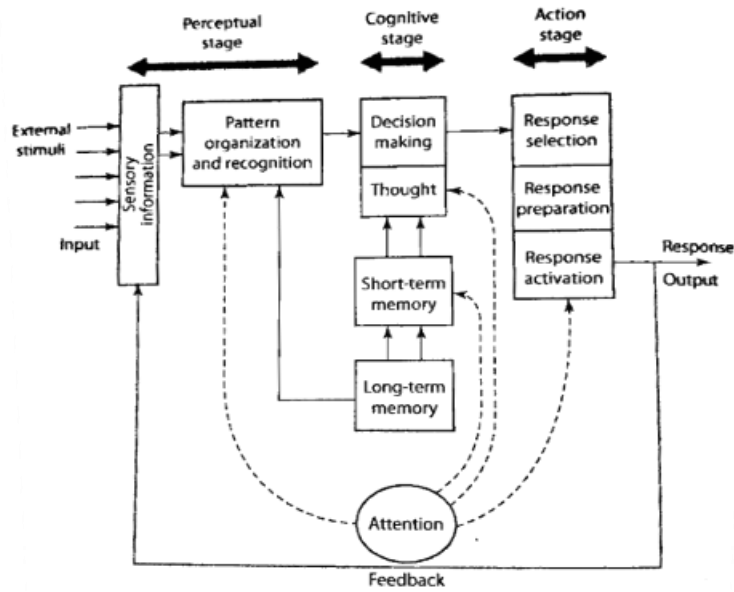 Perceptual
stage
Cognitive
stage
Action
stage
External
stimuli
Input
Sensory
information
Pattern
organization
and recognition
Decision
making
Thought
Short-term
memory
Long-term
memory
Response
selection
Response
preparation
Response
activation
Response
Output
Attention
Feedback